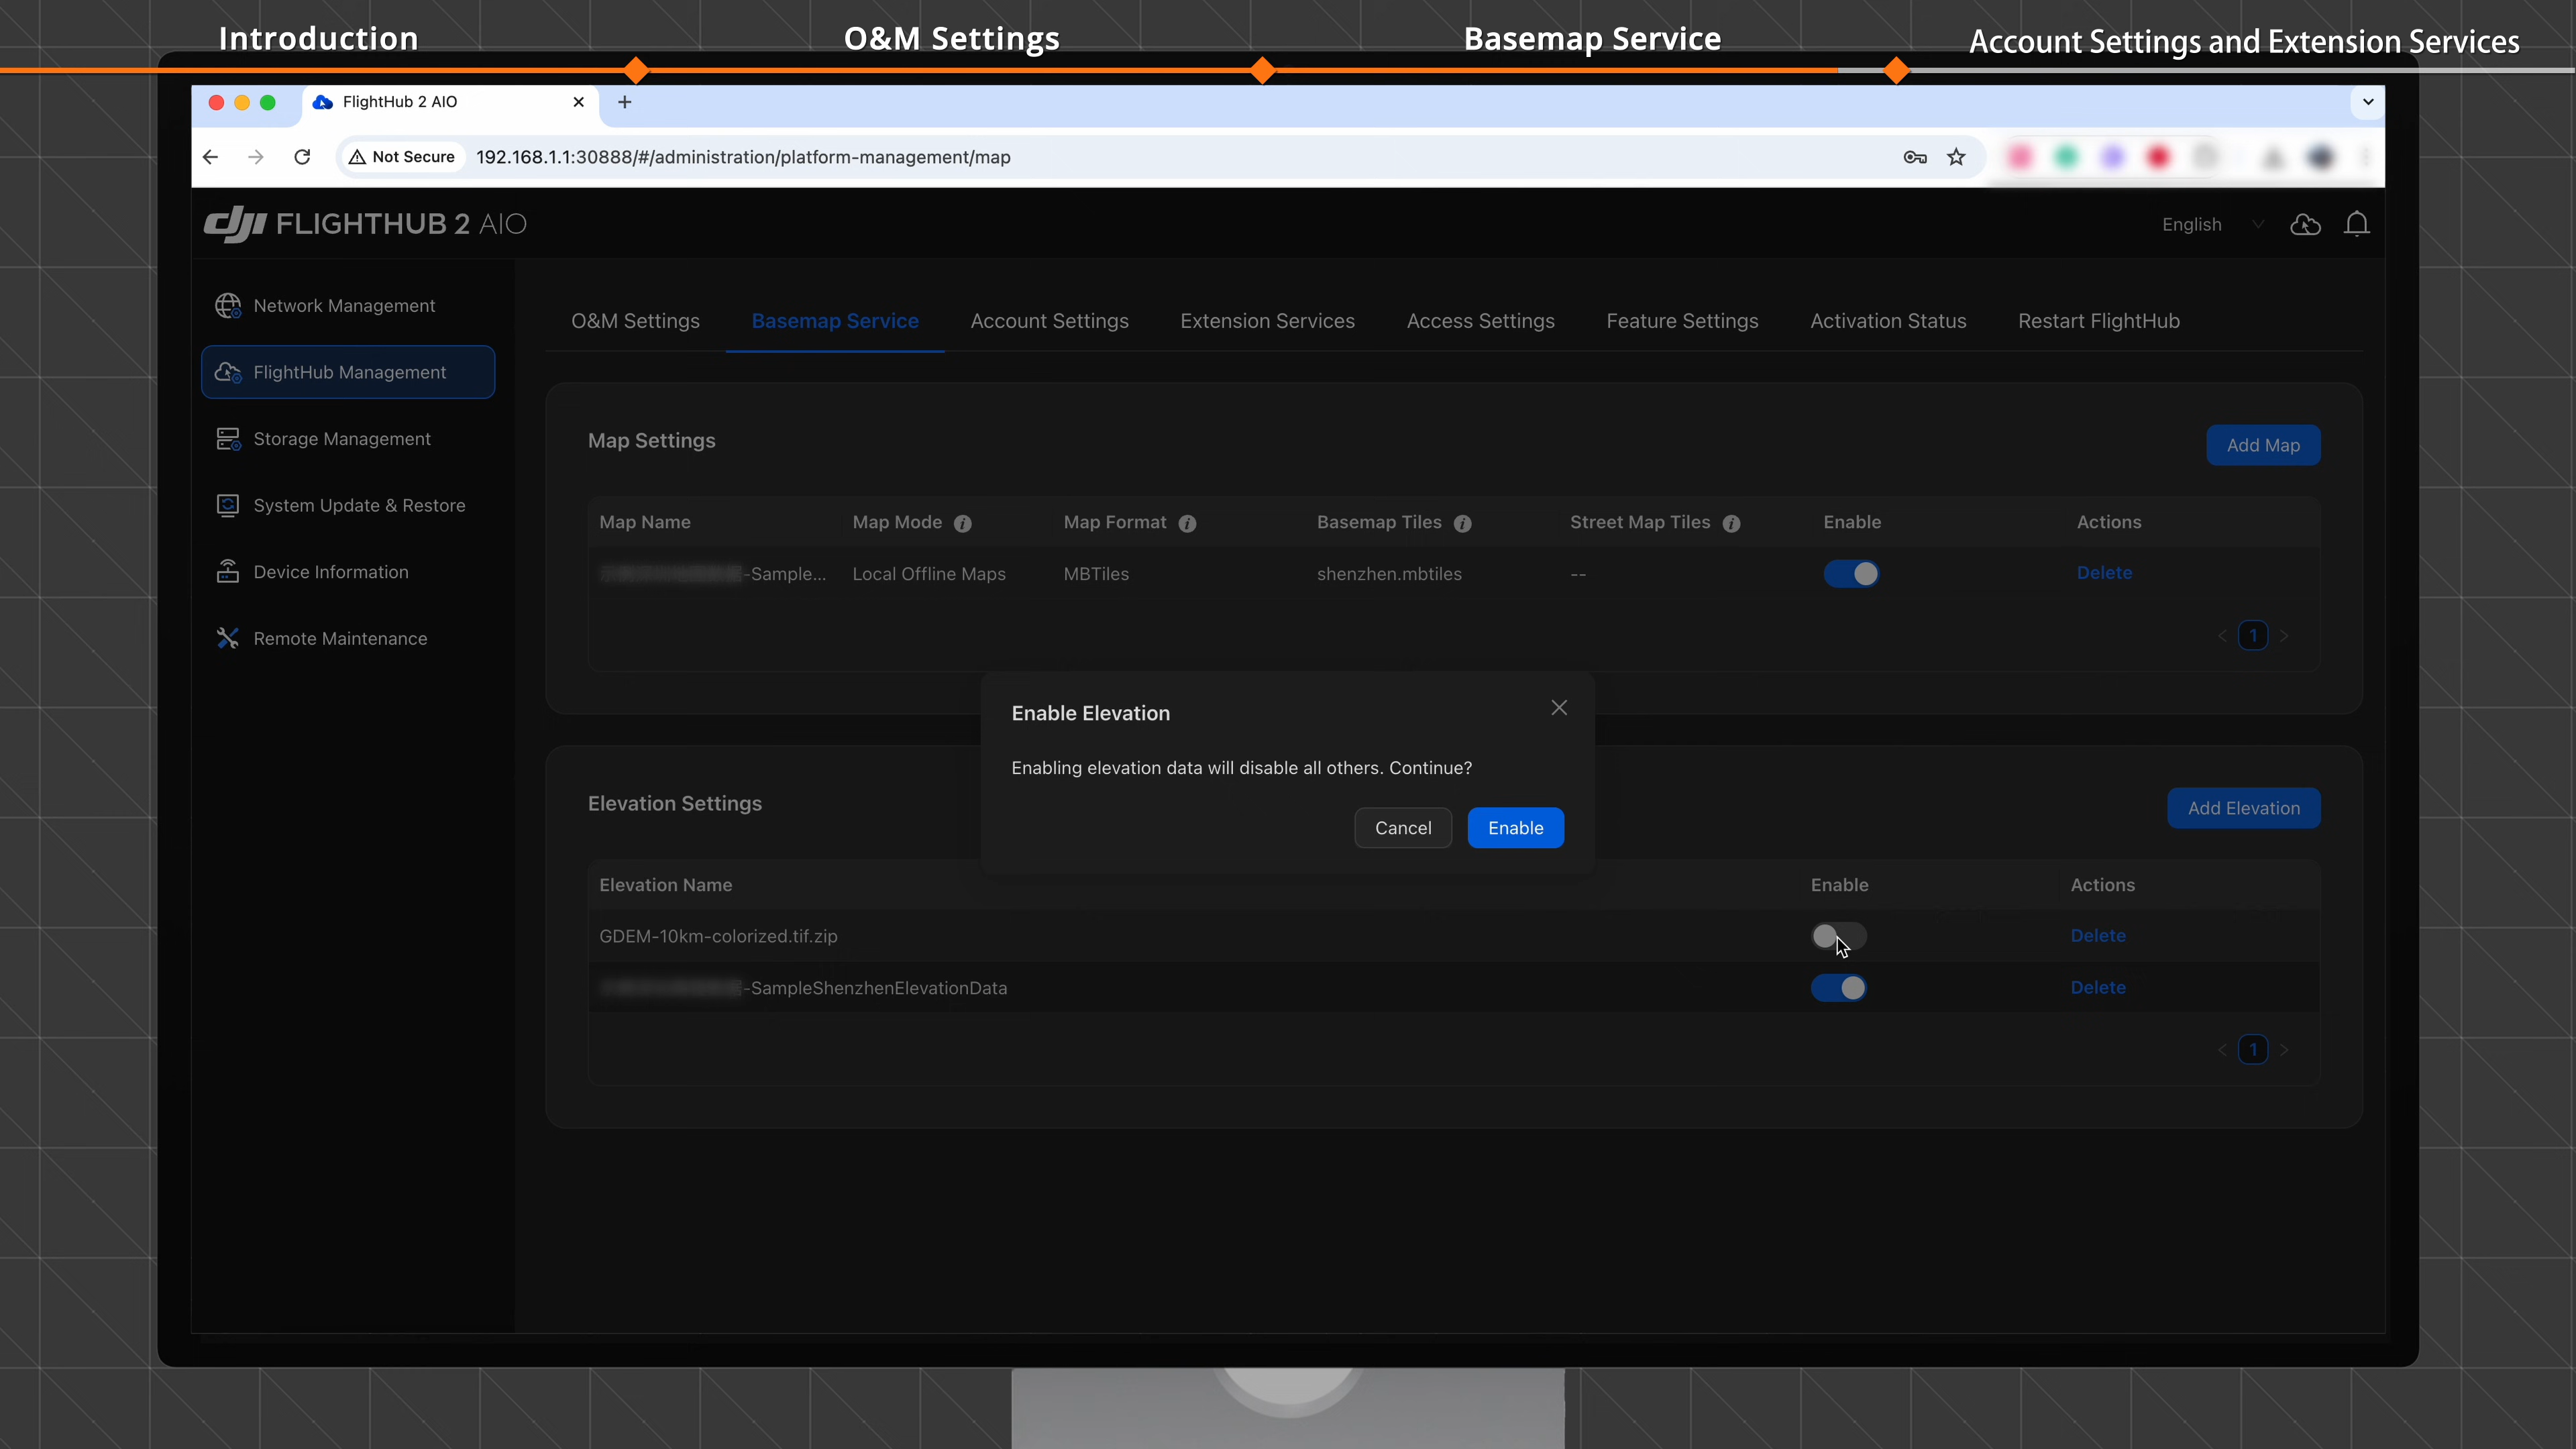 Introduction
O&M Settings
Basemap Service
Account Settings and Extension Services
FlightHub 2 AIO
Not Secure
192.168.1.1:30888/#/administration/platform-management/map
dji FLIGHTHUB 2 AIO
English
Network Management
FlightHub Management
Storage Management
System Update & Restore
Device Information
Remote Maintenance
O&M Settings Basemap Service Account Settings Extension Services Access Settings Feature Settings Activation Status Restart FlightHub
Map Settings
Add Map
Map Name Map Mode Map Format Basemap Tiles Street Map Tiles Enable Actions
-Sample... Local Offline Maps MBTiles shenzhen.mbtiles -- Delete
1
Enable Elevation
Enabling elevation data will disable all others. Continue?
Cancel Enable
Elevation Settings
Add Elevation
Elevation Name Enable Actions
GDEM-10km-colorized.tif.zip Delete
-SampleShenzhenElevationData Delete
1